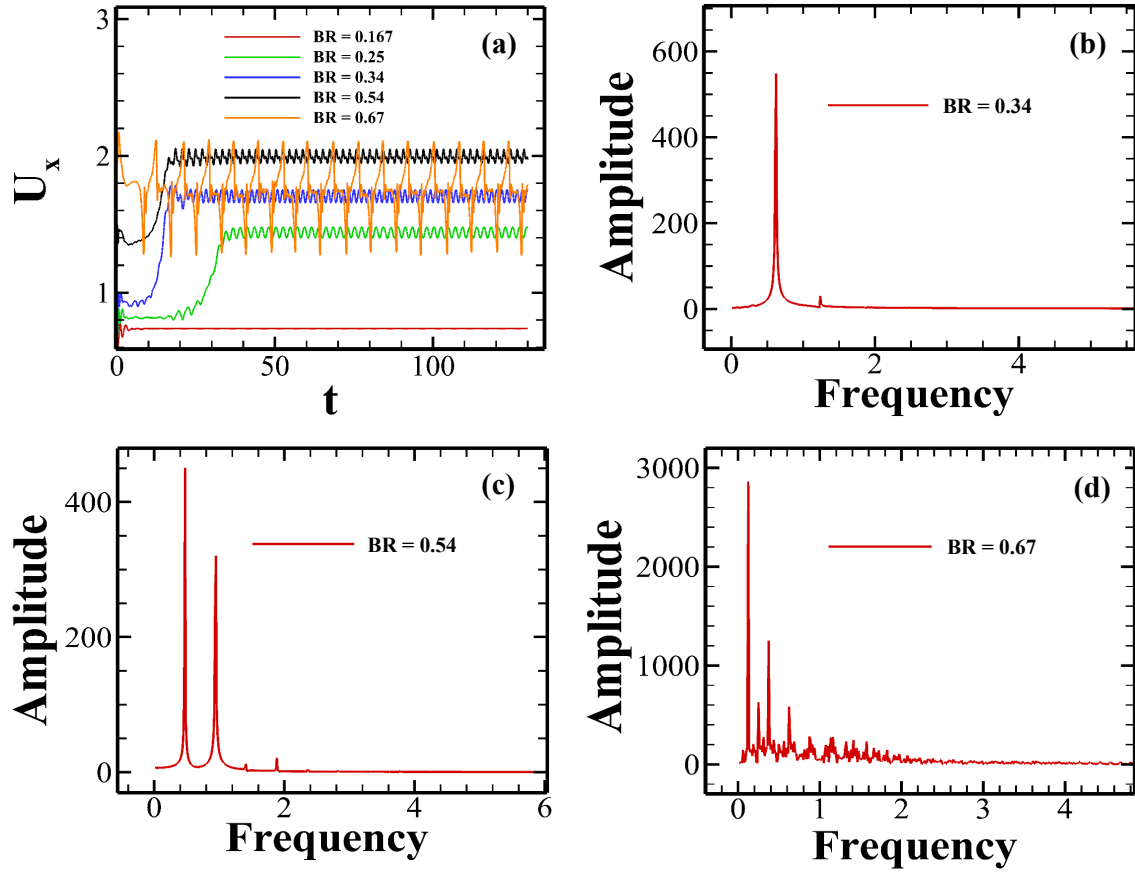 (a)
BR = 0.167
BR = 0.25
BR = 0.34
BR = 0.54
BR = 0.67
3
2
1
U_x
0 50 100
t
(b)
BR = 0.34
600
400
200
0
Amplitude
0 2 4
Frequency
(c)
BR = 0.54
400
200
0
Amplitude
0 2 4 6
Frequency
(d)
BR = 0.67
3000
2000
1000
0
Amplitude
0 1 2 3 4
Frequency